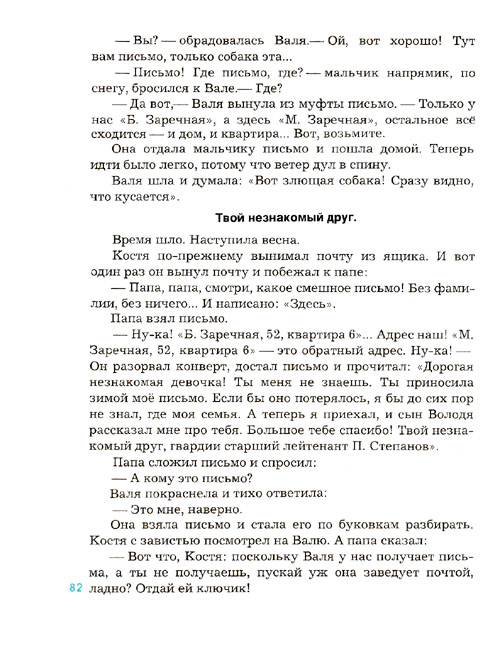 — Вы? — обрадовалась Валя.— Ой, вот хорошо! Тут
вам письмо, только собака эта...
— Письмо! Где письмо, где? — мальчик напрямик, по
снегу, бросился к Вале.— Где?
— Да вот,— Валя вынула из муфты письмо. — Только у
нас «Б. Заречная», а здесь «М. Заречная», остальное всё
сходится — и дом, и квартира... Вот, возьмите.
Она отдала мальчику письмо и пошла домой. Теперь
идти было легко, потому что ветер дул в спину.
Валя шла и думала: «Вот злющая собака! Сразу видно,
что кусается».
Твой незнакомый друг.
Время шло. Наступила весна.
Костя по-прежнему вынимал почту из ящика. И вот
один раз он вынул почту и побежал к папе:
— Папа, папа, смотри, какое смешное письмо! Без фами-
лии, без ничего... И написано: «Здесь».
Папа взял письмо.
— Ну-ка! «Б. Заречная, 52, квартира 6»... Адрес наш! «М.
Заречная, 52, квартира 6» — это обратный адрес. Ну-ка! —
Он разорвал конверт, достал письмо и прочитал: «Дорогая
незнакомая девочка! Ты меня не знаешь. Ты приносила
зимой моё письмо. Если бы оно потерялось, я бы до сих пор
не знал, где моя семья. А теперь я приехал, и сын Володя
рассказал мне про тебя. Большое тебе спасибо! Твой незна-
комый друг, гвардии старший лейтенант П. Степанов».
Папа сложил письмо и спросил:
— А кому это письмо?
Валя покраснела и тихо ответила:
— Это мне, наверно.
Она взяла письмо и стала его по буковкам разбирать.
Костя с завистью посмотрел на Валю. А папа сказал:
— Вот что, Костя: поскольку Валя у нас получает пись-
ма, а ты не получаешь, пускай уж она заведует почтой,
ладно? Отдай ей ключик!
82